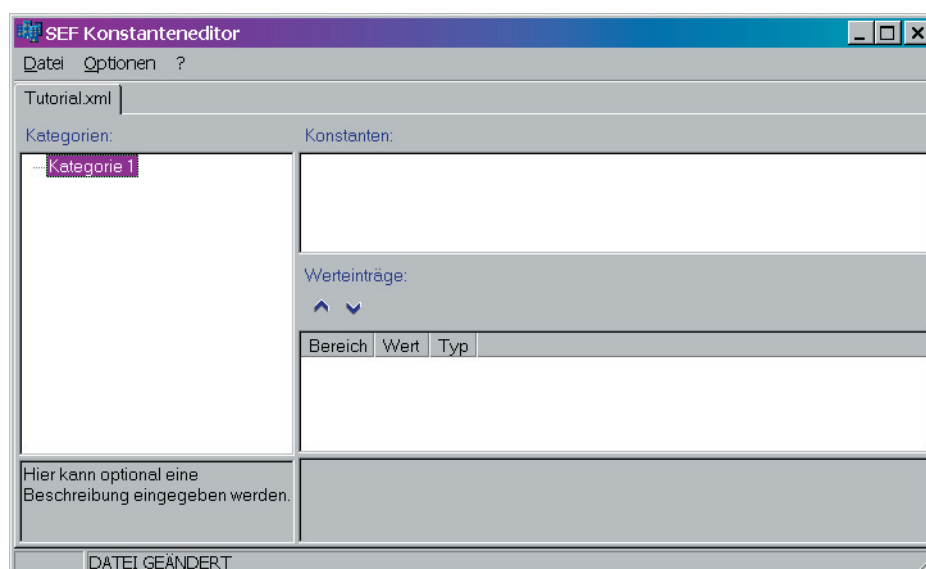 SEF Konstanteneditor
Datei Optionen ?
Tutorial.xml
Kategorien:
Kategorie 1
Konstanten:
Werteinträge:
Bereich Wert Typ
Hier kann optional eine
Beschreibung eingegeben werden.
DATEI GEÄNDERT